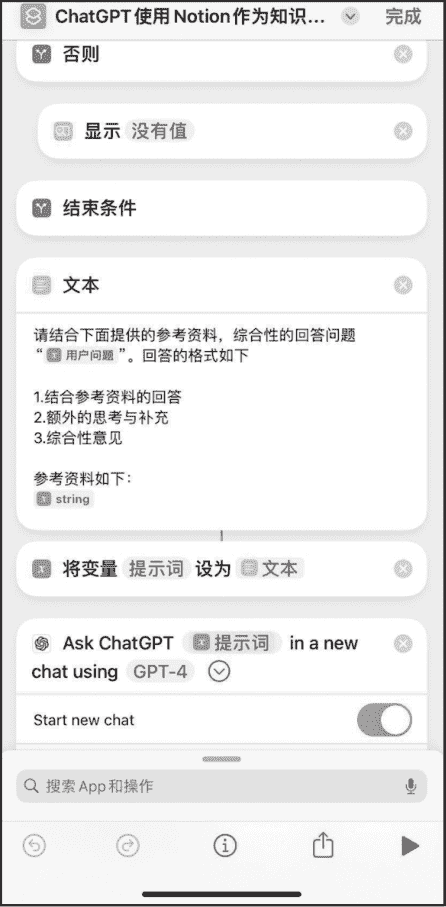 ChatGPT使用Notion作为知识... 完成
否则
显示 没有值
结束条件
文本
请结合下面提供的参考资料，综合性的回答问题
“用户问题”。回答的格式如下
1.结合参考资料的回答
2.额外的思考与补充
3.综合性意见
参考资料如下：
string
将变量 提示词 设为 文本
Ask ChatGPT 提示词 in a new
chat using GPT-4
Start new chat
搜索App和操作